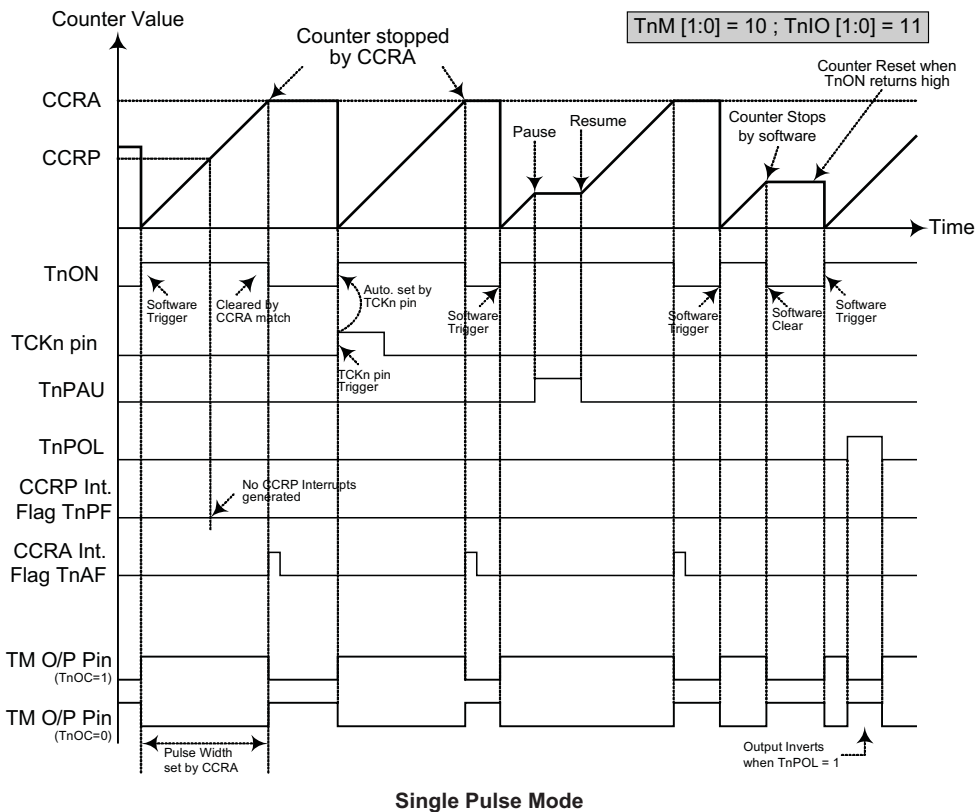 Counter Value
TnM [1:0] = 10 ; TnIO [1:0] = 11
Counter stopped
by CCRA
Counter Reset when
TnON returns high
CCRA
Counter Stops
by software
Resume
Pause
CCRP
Time
TnON
Software
Trigger
Cleared by
CCRA match
Auto. set by
TCKn pin
Software
Trigger
Software
Trigger
Software
Clear
Software
Trigger
TCKn pin
TCKn pin
Trigger
TnPAU
TnPOL
No CCRP Interrupts
generated
CCRP Int.
Flag TnPF
CCRA Int.
Flag TnAF
TM O/P Pin
(TnOC=1)
TM O/P Pin
(TnOC=0)
Pulse Width
set by CCRA
Output Inverts
when TnPOL = 1
Single Pulse Mode